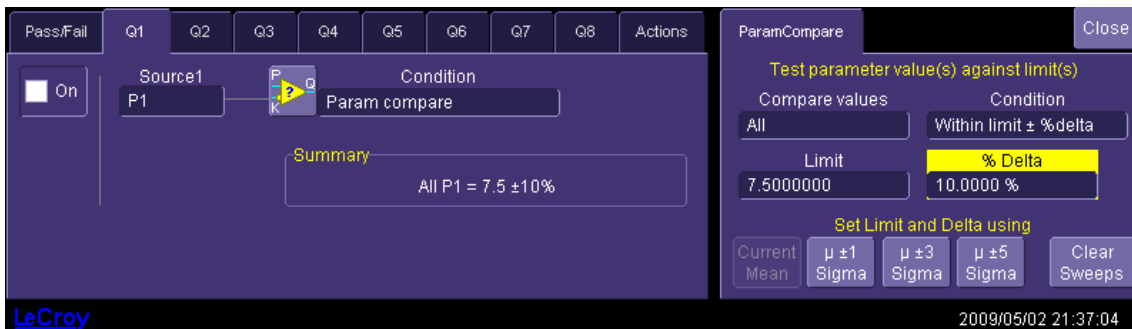 Pass/Fail Q1 Q2 Q3 Q4 Q5 Q6 Q7 Q8 Actions
On
Source1
P1
P
K
?
Q
Condition
Param compare
Summary
All P1 = 7.5 ±10%
ParamCompare
Close
Test parameter value(s) against limit(s)
Compare values
All
Condition
Within limit ± %delta
Limit
7.5000000
% Delta
10.0000 %
Set Limit and Delta using
Current
Mean
μ ±1
Sigma
μ ±3
Sigma
μ ±5
Sigma
Clear
Sweeps
LeCroy
2009/05/02 21:37:04